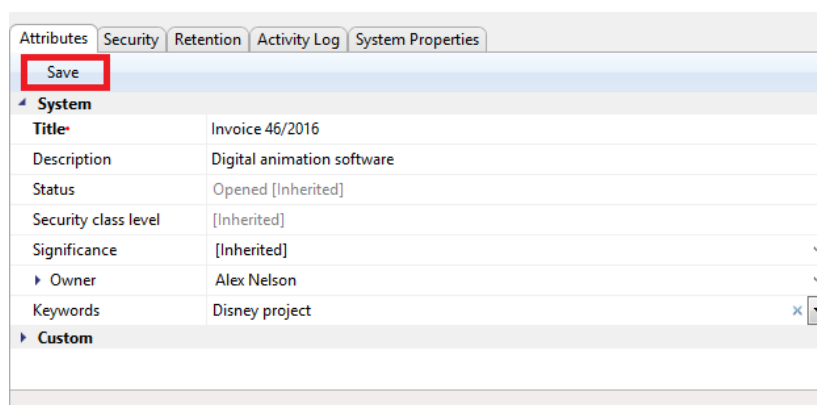 Attributes Security Retention Activity Log System Properties
Save
System
Title•
Invoice 46/2016
Description Digital animation software
Status Opened [Inherited]
Security class level [Inherited]
Significance [Inherited]
Owner Alex Nelson
Keywords Disney project
Custom